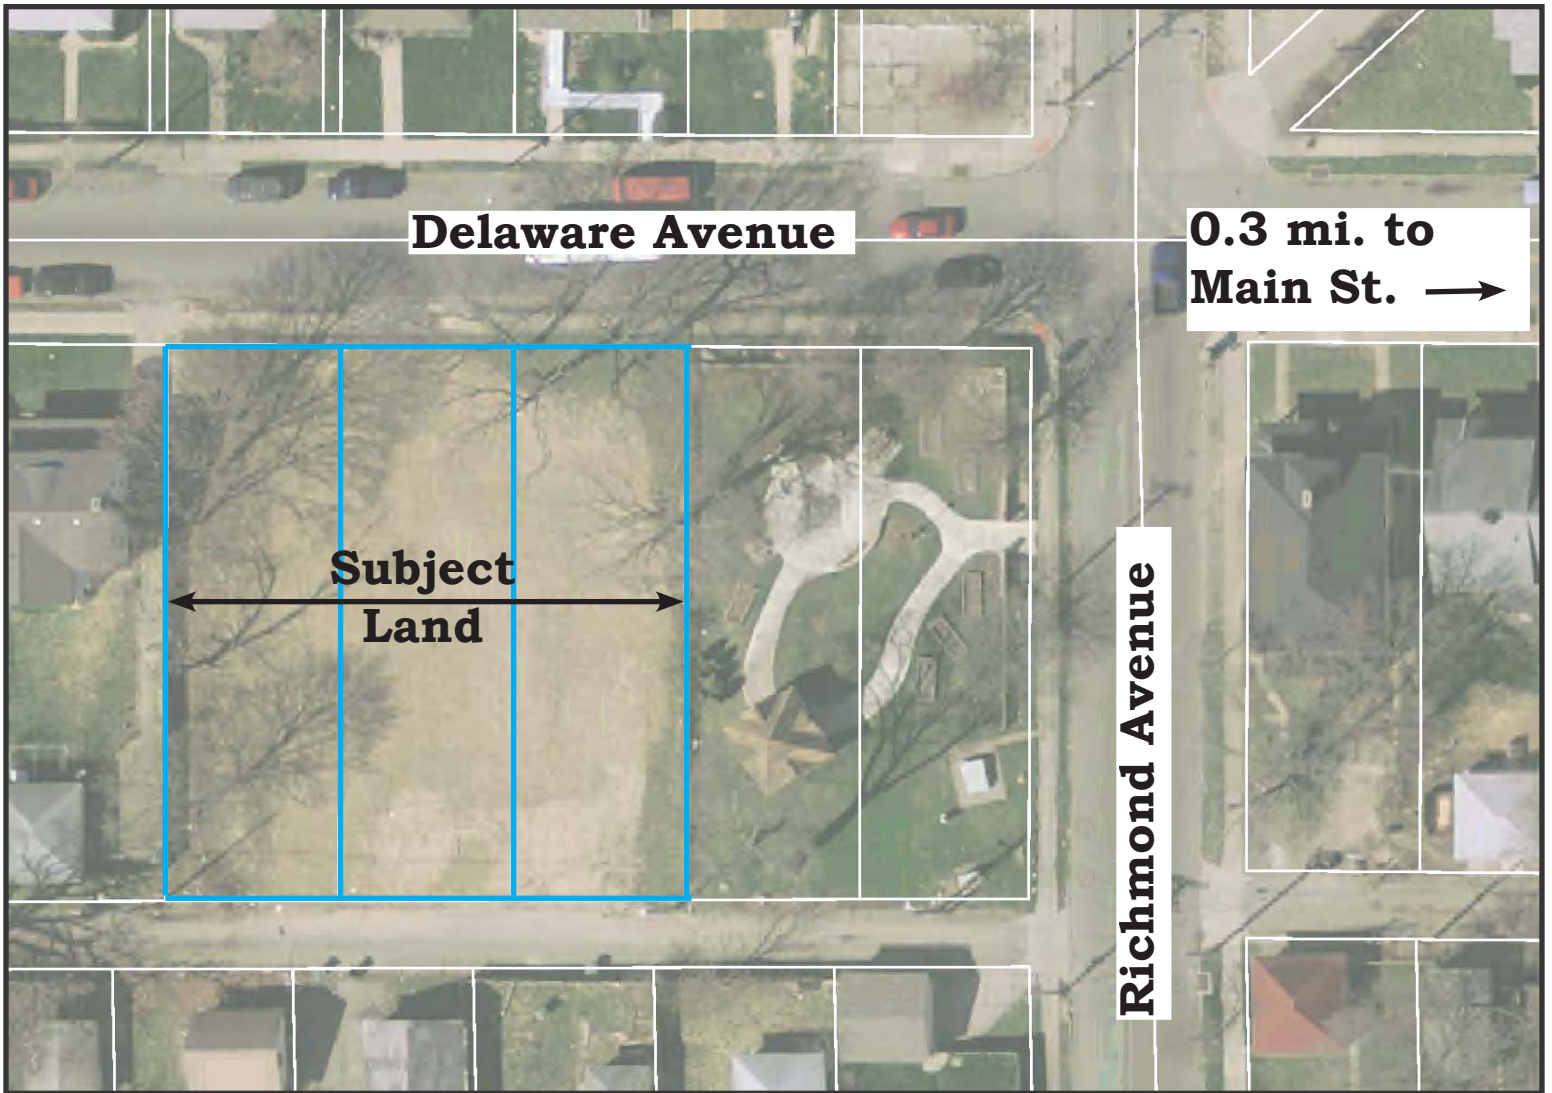 Delaware Avenue
0.3 mi. to
Main St.
Subject
Land
Richmond Avenue